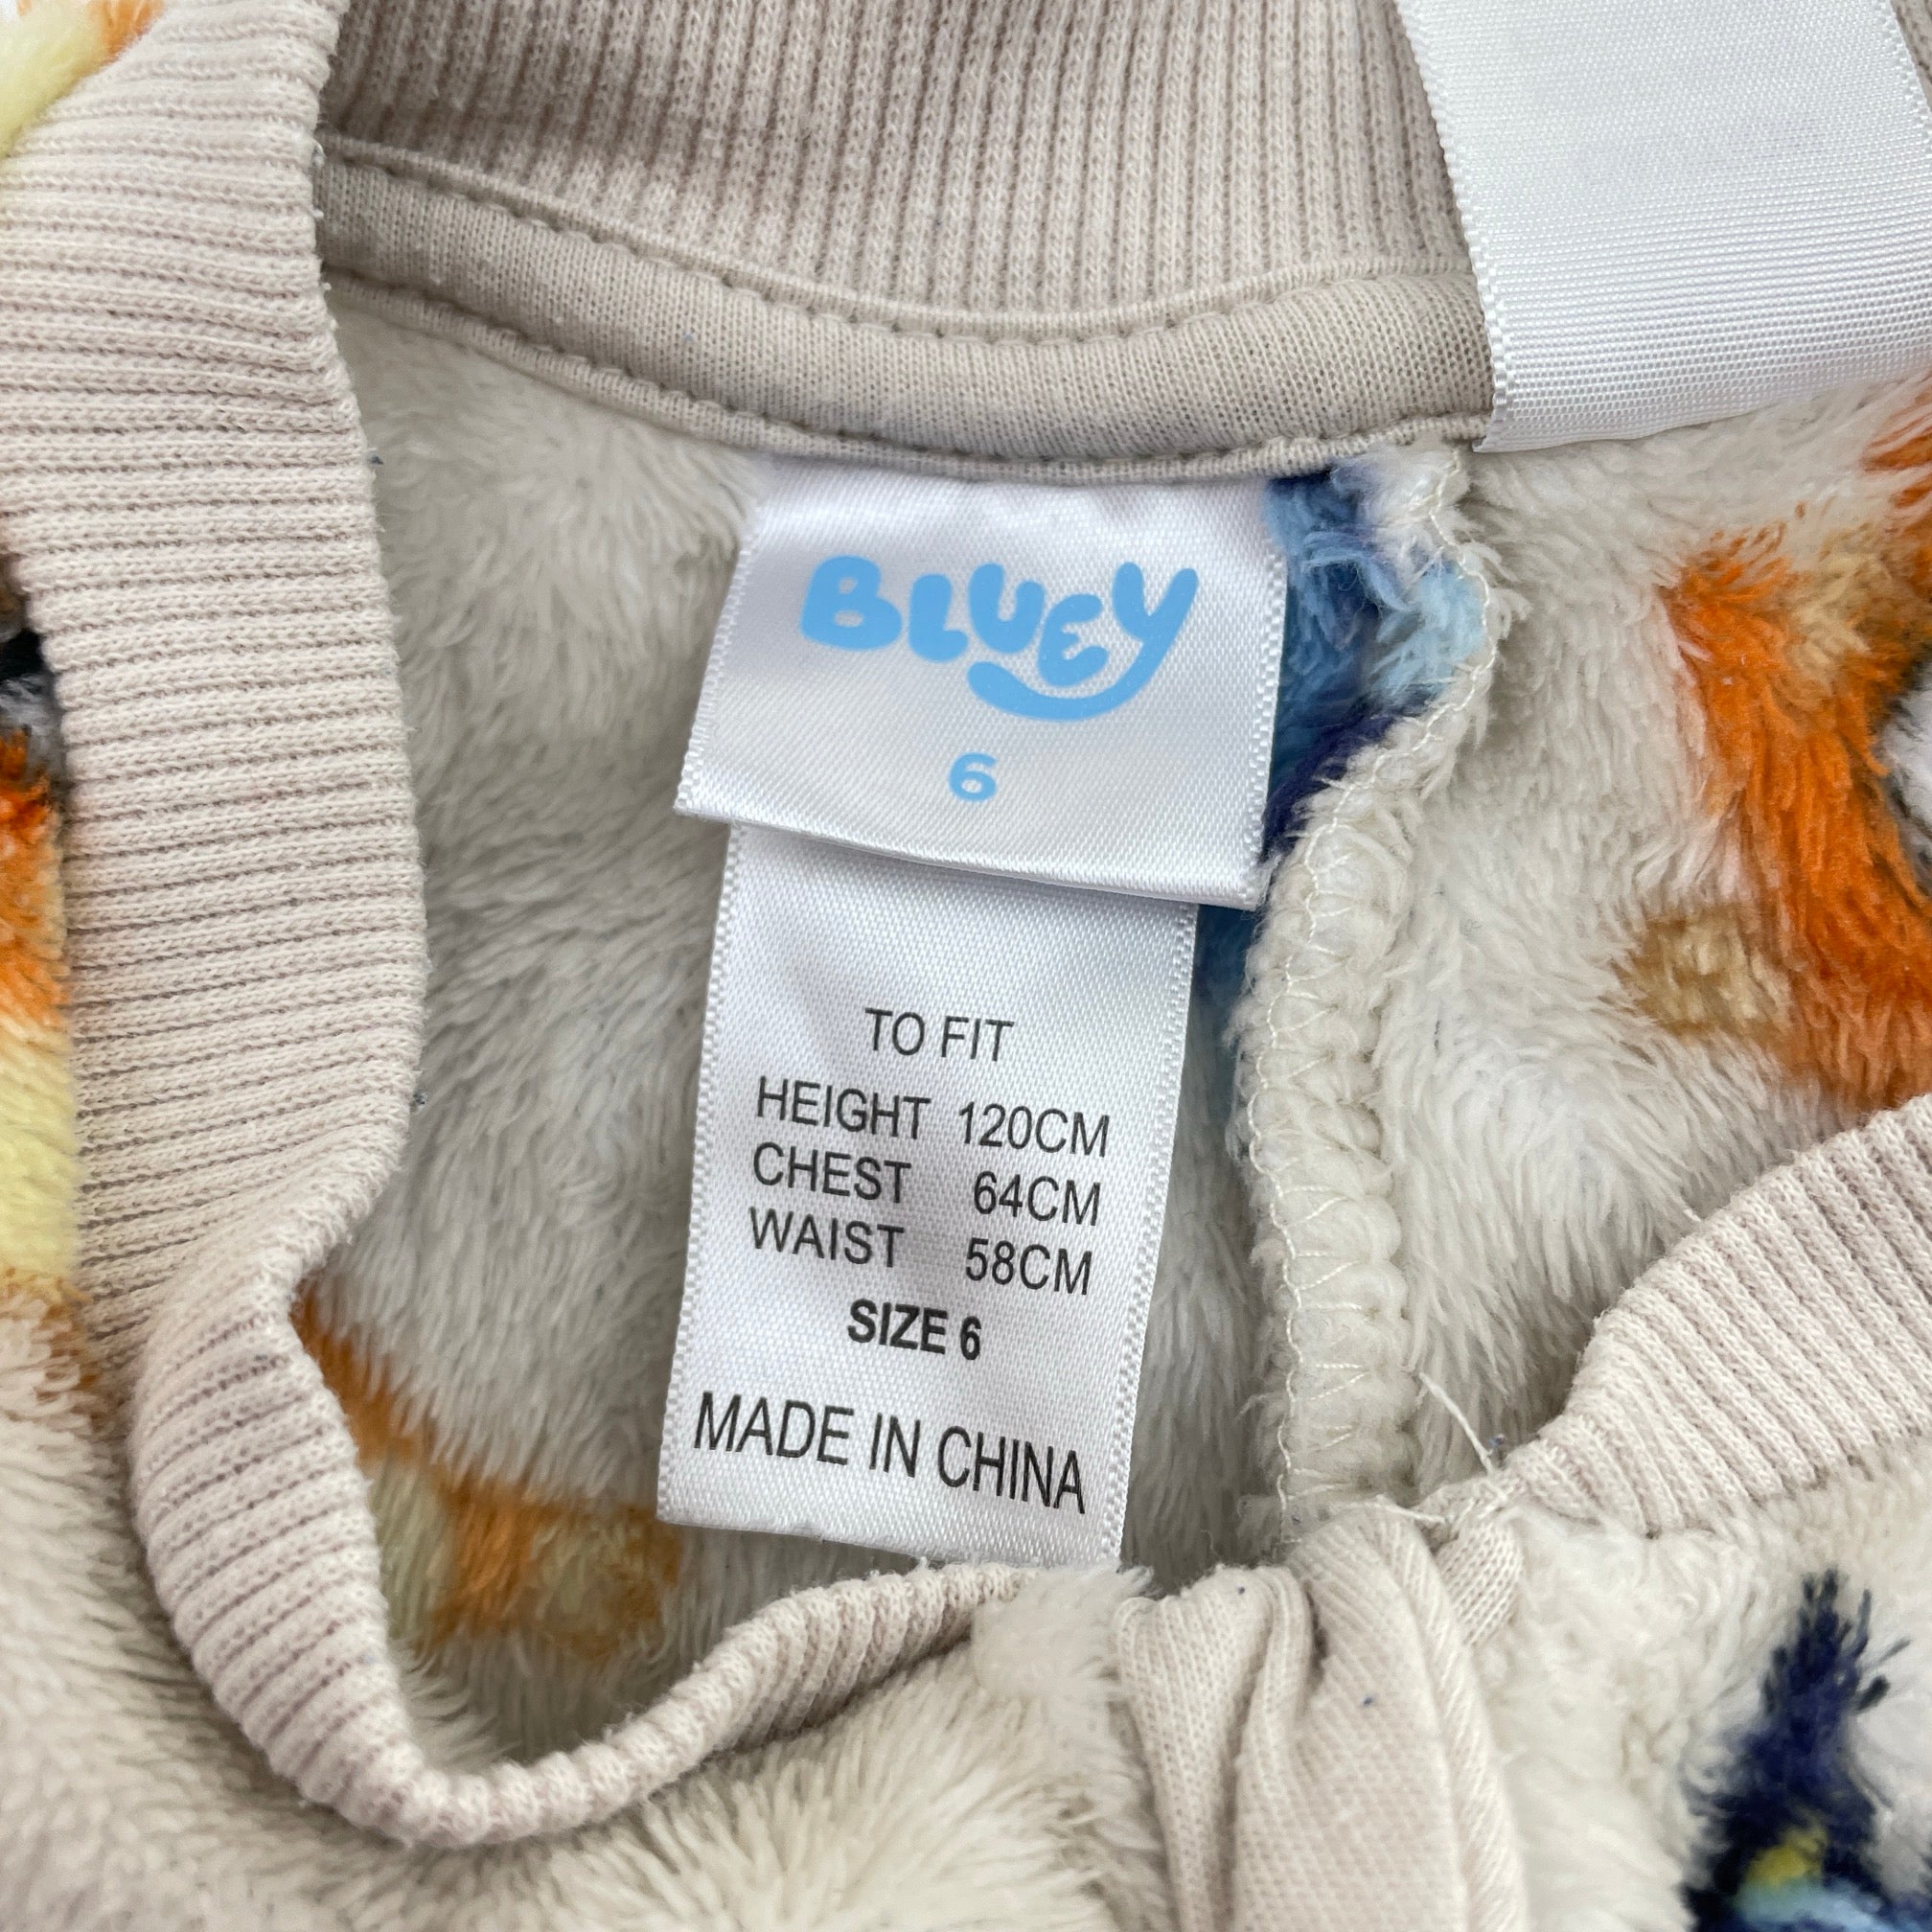 BLUEY
6
TO FIT
HEIGHT 120CM
CHEST 64CM
WAIST 58CM
SIZE 6
MADE IN CHINA